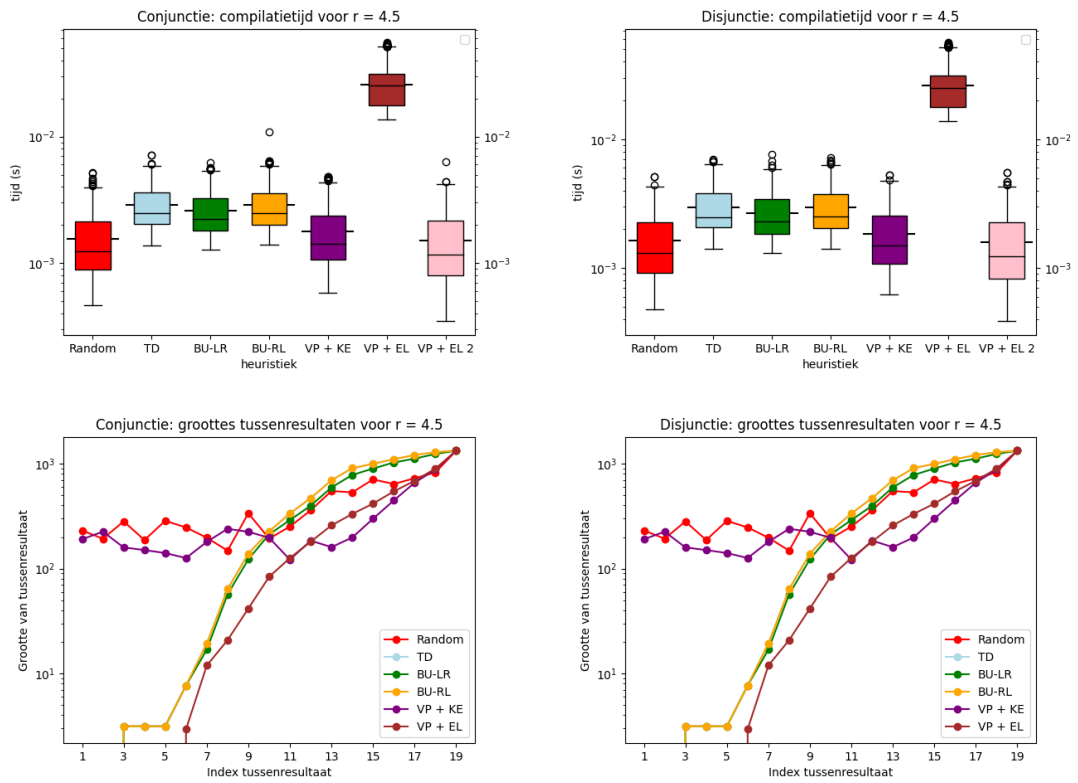 Conjunctie: compilatietijd voor r = 4.5
tijd (s)
10⁻²
10⁻³
10⁻²
10⁻³
Random TD BU-LR BU-RL VP + KE VP + EL VP + EL 2
heuristiek
Disjunctie: compilatietijd voor r = 4.5
tijd (s)
10⁻²
10⁻³
10⁻²
10⁻³
Random TD BU-LR BU-RL VP + KE VP + EL VP + EL 2
heuristiek
Conjunctie: groottes tussenresultaten voor r = 4.5
Grootte van tussenresultaat
10³
10²
10¹
Random
TD
BU-LR
BU-RL
VP + KE
VP + EL
1 3 5 7 9 11 13 15 17 19
Index tussenresultaat
Disjunctie: groottes tussenresultaten voor r = 4.5
Grootte van tussenresultaat
10³
10²
10¹
Random
TD
BU-LR
BU-RL
VP + KE
VP + EL
1 3 5 7 9 11 13 15 17 19
Index tussenresultaat